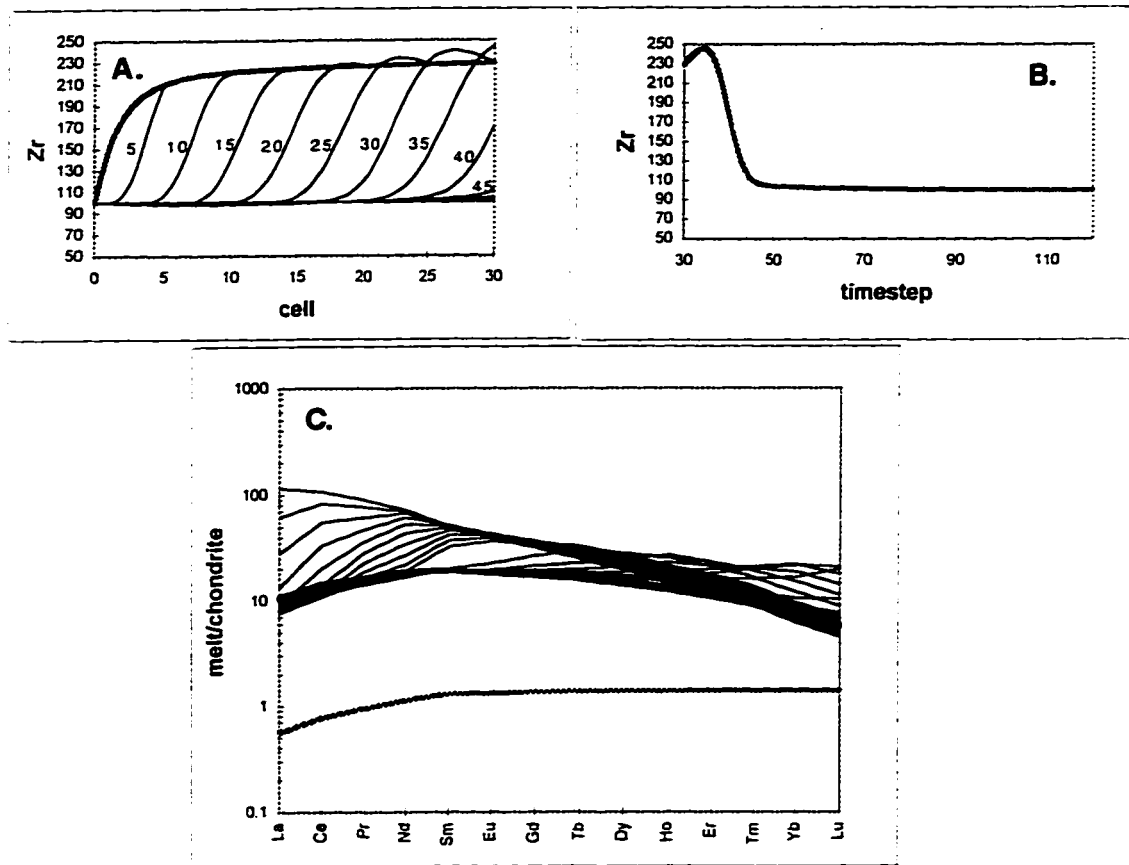 A.
Zr
250
230
210
190
170
150
130
110
90
70
50
5
10
15
20
25
30
35
40
45
0
5
10
15
20
25
30
cell
B.
Zr
250
230
210
190
170
150
130
110
90
70
50
30
50
70
90
110
timestep
C.
melt/chondrite
1000
100
10
1
0.1
La
Ce
Pr
Nd
Sm
Eu
Gd
Tb
Dy
Ho
Er
Tm
Yb
Lu